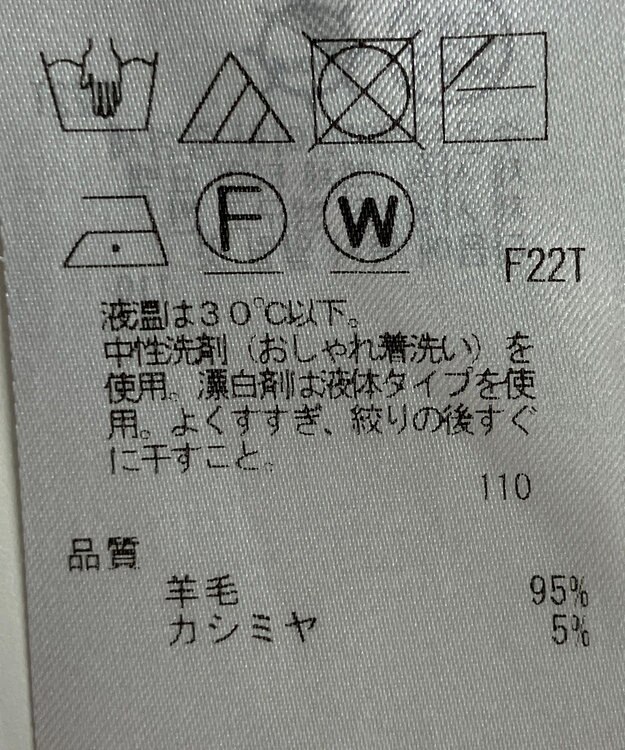 F
W
F22T
液温は30℃以下。
中性洗剤（おしゃれ着洗い）を
使用。漂白剤は液体タイプを使
用。よくすすぎ、絞りの後すぐ
に干すこと。
110
品質
羊毛 95%
カシミヤ 5%